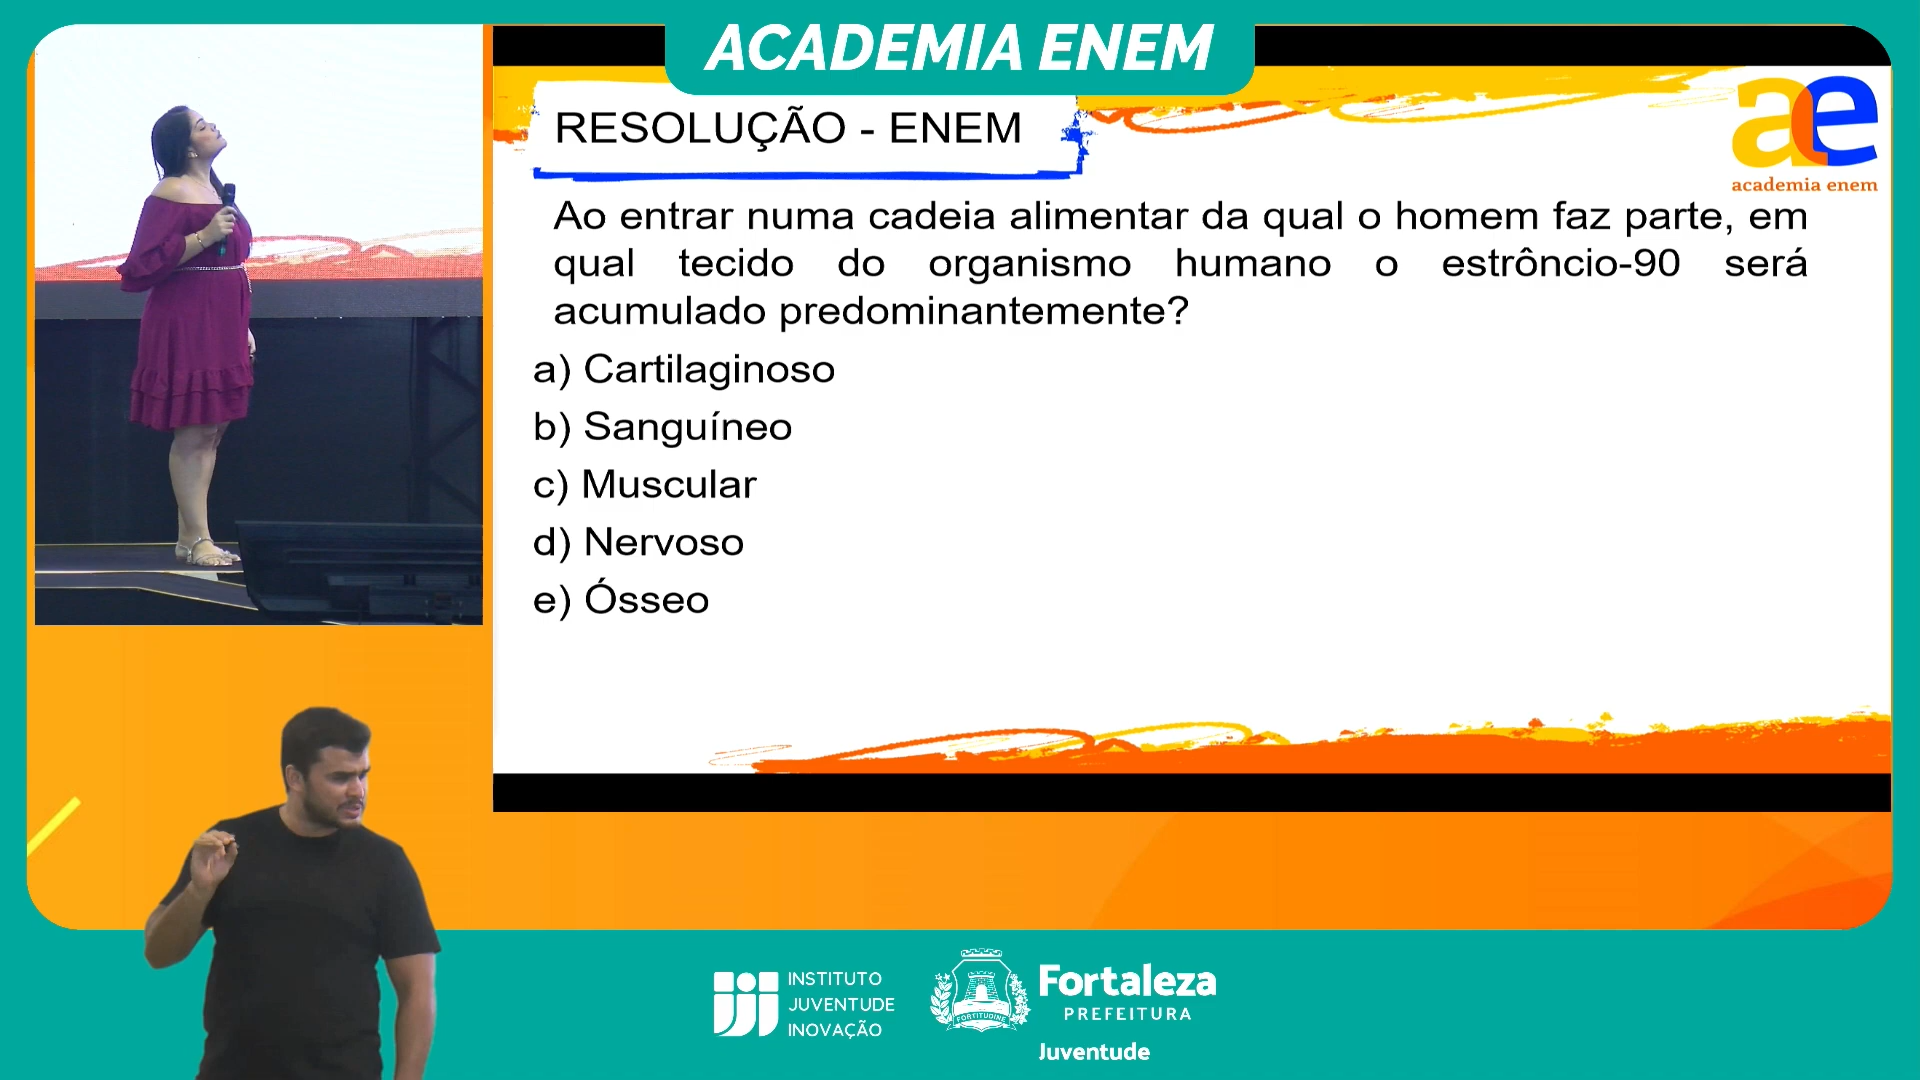 ACADEMIA ENEM
RESOLUÇÃO - ENEM
ae
academia enem
Ao entrar numa cadeia alimentar da qual o homem faz parte, em
qual tecido do organismo humano o estrôncio-90 será
acumulado predominantemente?
a) Cartilaginoso
b) Sanguíneo
c) Muscular
d) Nervoso
e) Ósseo
INSTITUTO
JUVENTUDE
INOVAÇÃO
FORTITUDINE
Fortaleza
PREFEITURA
Juventude